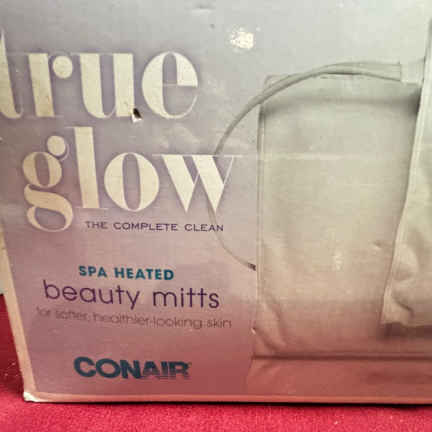 true
glow
THE COMPLETE CLEAN
SPA HEATED
beauty mitts
for softer, healthier-looking skin
CONAIR